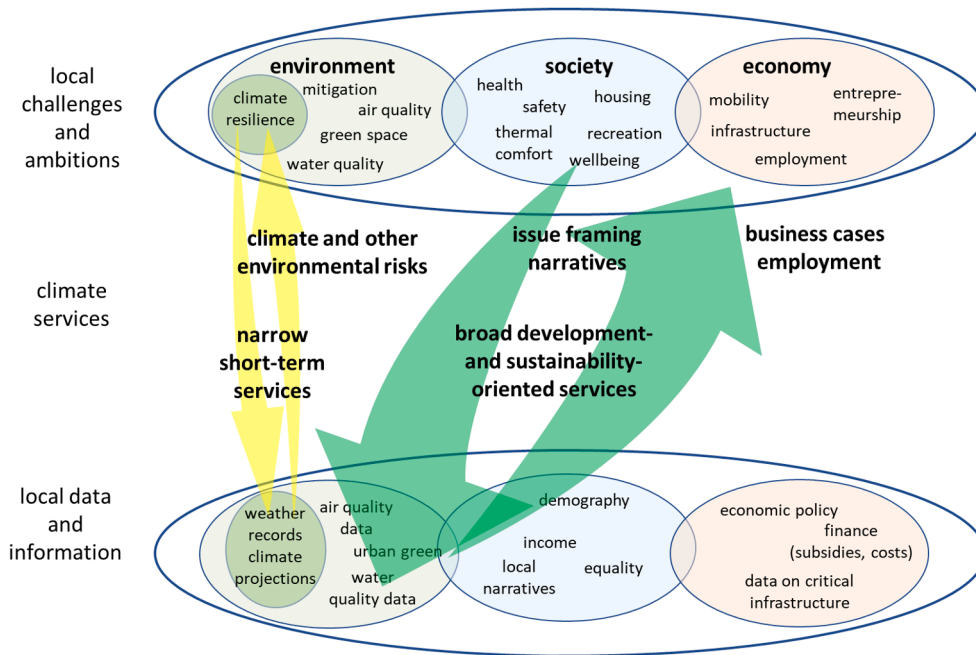 local
challenges
and
ambitions
environment
society
economy
climate
resilience
mitigation
air quality
green space
water quality
health
safety
housing
thermal
comfort
recreation
wellbeing
mobility
entrepre-
meurship
infrastructure
employment
climate
services
climate and other
environmental risks
issue framing
narratives
business cases
employment
narrow
short-term
services
broad development-
and sustainability-
oriented services
local data
and
information
weather
records
climate
projections
air quality
data
urban green
water
quality data
demography
income
local
narratives
equality
economic policy
finance
(subsidies, costs)
data on critical
infrastructure